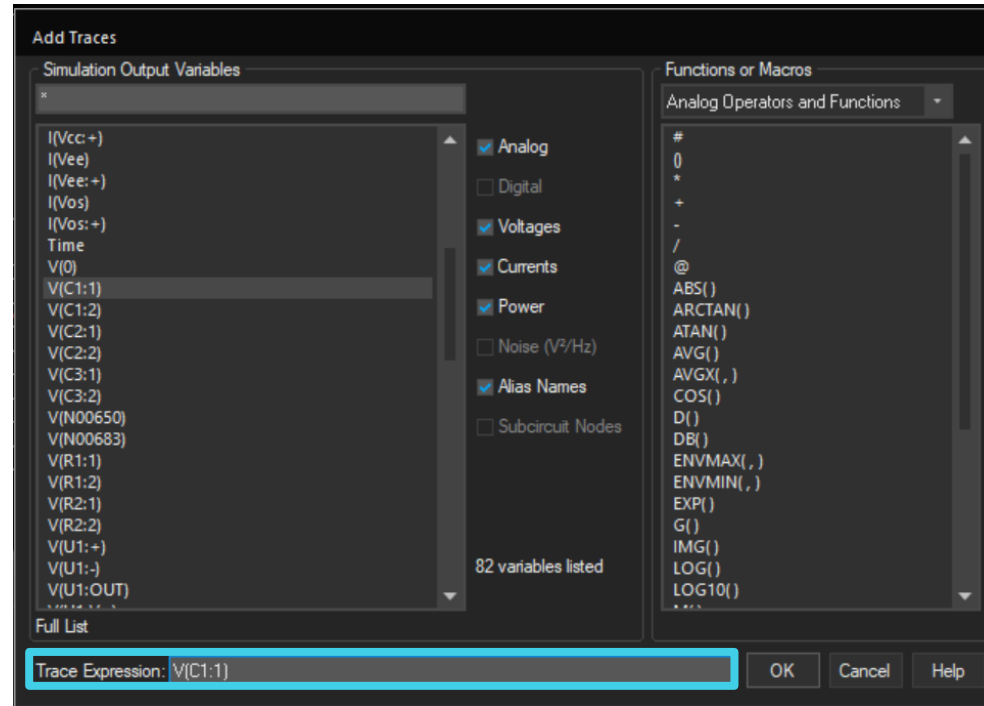 Add Traces
Simulation Output Variables
*
I(Vcc:+)
I(Vee)
I(Vee:+)
I(Vos)
I(Vos:+)
Time
V(0)
V(C1:1)
V(C1:2)
V(C2:1)
V(C2:2)
V(C3:1)
V(C3:2)
V(N00650)
V(N00683)
V(R1:1)
V(R1:2)
V(R2:1)
V(R2:2)
V(U1:+)
V(U1:-)
V(U1:OUT)
Full List
Analog
Digital
Voltages
Currents
Power
Noise (V²/Hz)
Alias Names
Subcircuit Nodes
82 variables listed
Functions or Macros
Analog Operators and Functions
#
()
*
+
-
/
@
ABS()
ARCTAN()
ATAN()
AVG()
AVGX(,)
COS()
D()
DB()
ENVMAX(,)
ENVMIN(,)
EXP()
G()
IMG()
LOG()
LOG10()
Trace Expression: V(C1:1)
OK Cancel Help